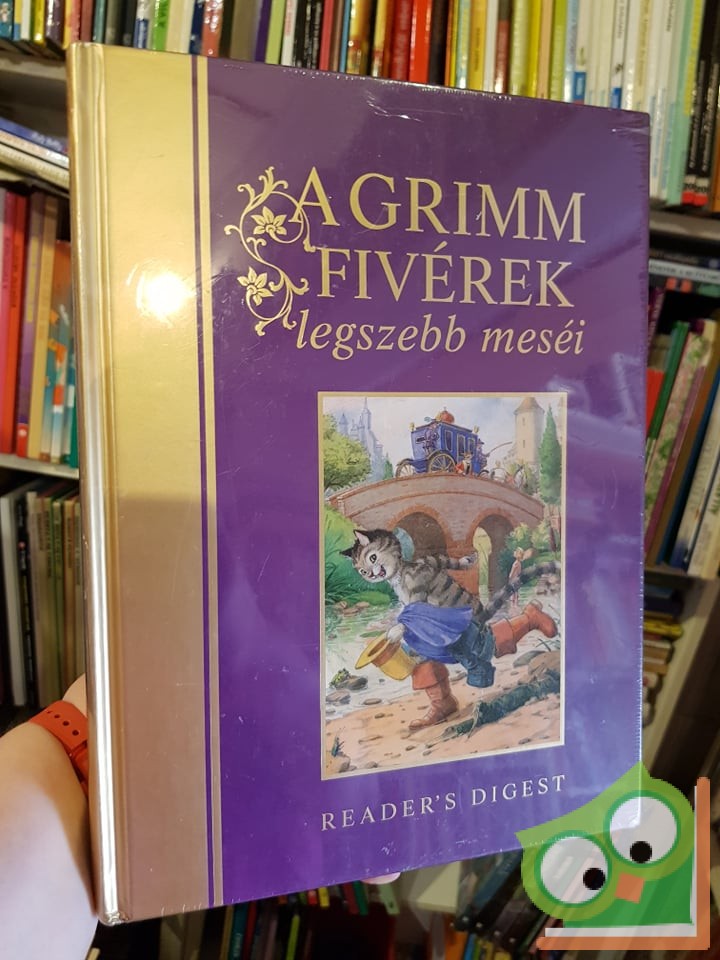 A GRIMM
FIVÉREK
legszebb meséi
READER'S DIGEST